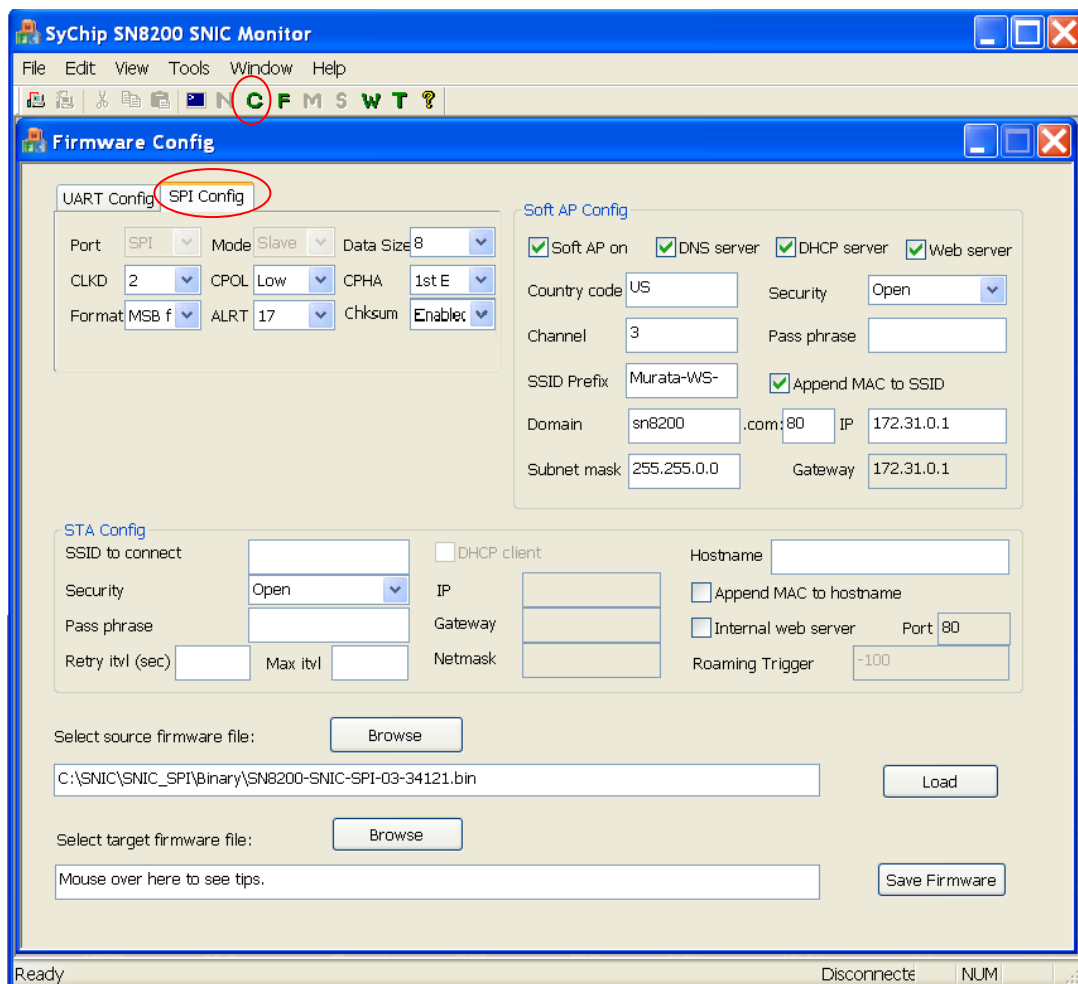 SyChip SN8200 SNIC Monitor
File Edit View Tools Window Help
N C F M S W T ?
Firmware Config
UART Config SPI Config
Port SPI Mode Slave Data Size 8
CLKD 2 CPOL Low CPHA 1st E
Format MSB f ALRT 17 Chksum Enabled
Soft AP Config
Soft AP on DNS server DHCP server Web server
Country code US Security Open
Channel 3 Pass phrase
SSID Prefix Murata-WS- Append MAC to SSID
Domain sn8200 .com: 80 IP 172.31.0.1
Subnet mask 255.255.0.0 Gateway 172.31.0.1
STA Config
SSID to connect DHCP client Hostname
Security Open IP Append MAC to hostname
Pass phrase Gateway Internal web server Port 80
Retry itvl (sec) Max itvl Netmask Roaming Trigger -100
Select source firmware file: Browse
C:\SNIC\SNIC_SPI\Binary\SN8200-SNIC-SPI-03-34121.bin Load
Select target firmware file: Browse
Mouse over here to see tips. Save Firmware
Ready Disconnecte NUM